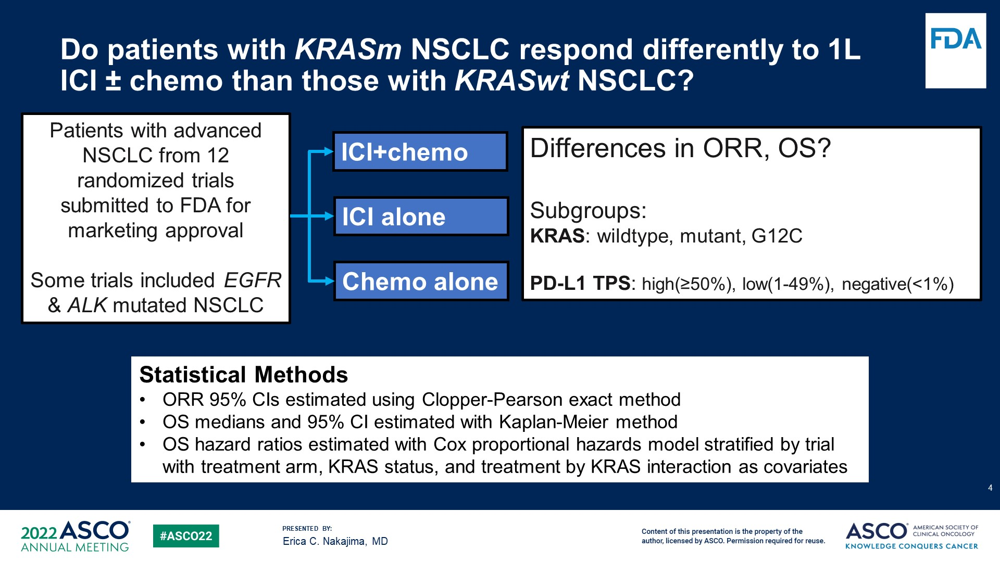 Do patients with KRASm NSCLC respond differently to 1L
ICI ± chemo than those with KRASwt NSCLC?
FDA
Patients with advanced
NSCLC from 12
randomized trials
submitted to FDA for
marketing approval
Some trials included EGFR
& ALK mutated NSCLC
ICI+chemo
ICI alone
Chemo alone
Differences in ORR, OS?
Subgroups:
KRAS: wildtype, mutant, G12C
PD-L1 TPS: high(≥50%), low(1-49%), negative(<1%)
Statistical Methods
• ORR 95% CIs estimated using Clopper-Pearson exact method
• OS medians and 95% CI estimated with Kaplan-Meier method
• OS hazard ratios estimated with Cox proportional hazards model stratified by trial
with treatment arm, KRAS status, and treatment by KRAS interaction as covariates
4
2022 ASCO®
ANNUAL MEETING
#ASCO22
PRESENTED BY:
Erica C. Nakajima, MD
Content of this presentation is the property of the
author, licensed by ASCO. Permission required for reuse.
ASCO® AMERICAN SOCIETY OF
CLINICAL ONCOLOGY
KNOWLEDGE CONQUERS CANCER